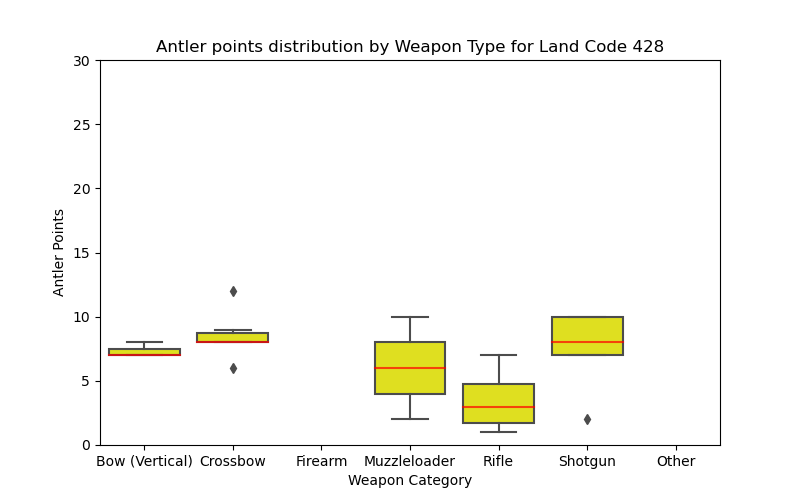 Antler points distribution by Weapon Type for Land Code 428
30
25
20
15
10
5
0
Antler Points
Bow (Vertical) Crossbow Firearm Muzzleloader Rifle Shotgun Other
Weapon Category